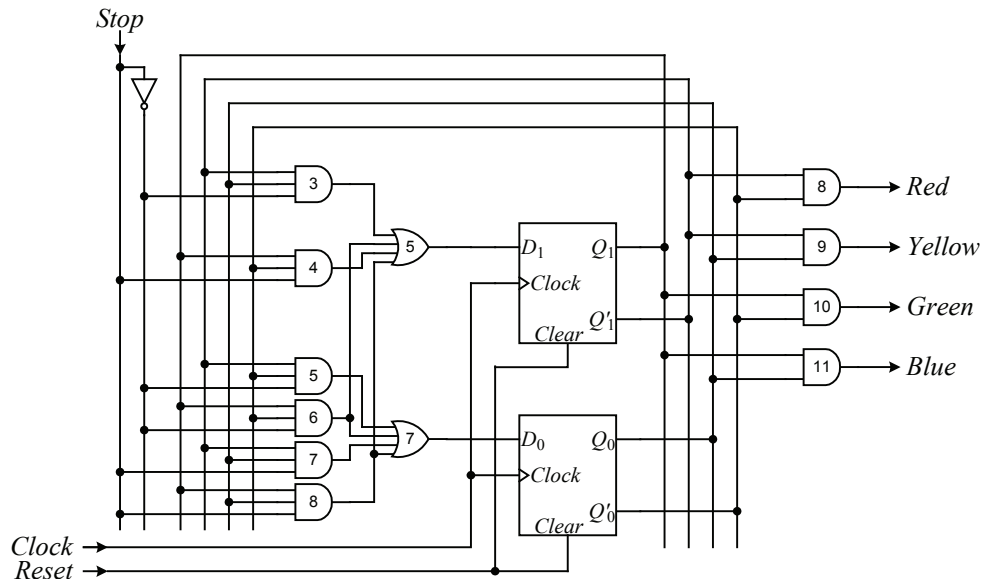 Stop
3
8
Red
5
D₁
Q₁
9
Yellow
4
Clock
10
Green
Clear
Q′₁
11
Blue
5
6
7
D₀
Q₀
7
Clock
8
Clear
Q′₀
Clock
Reset